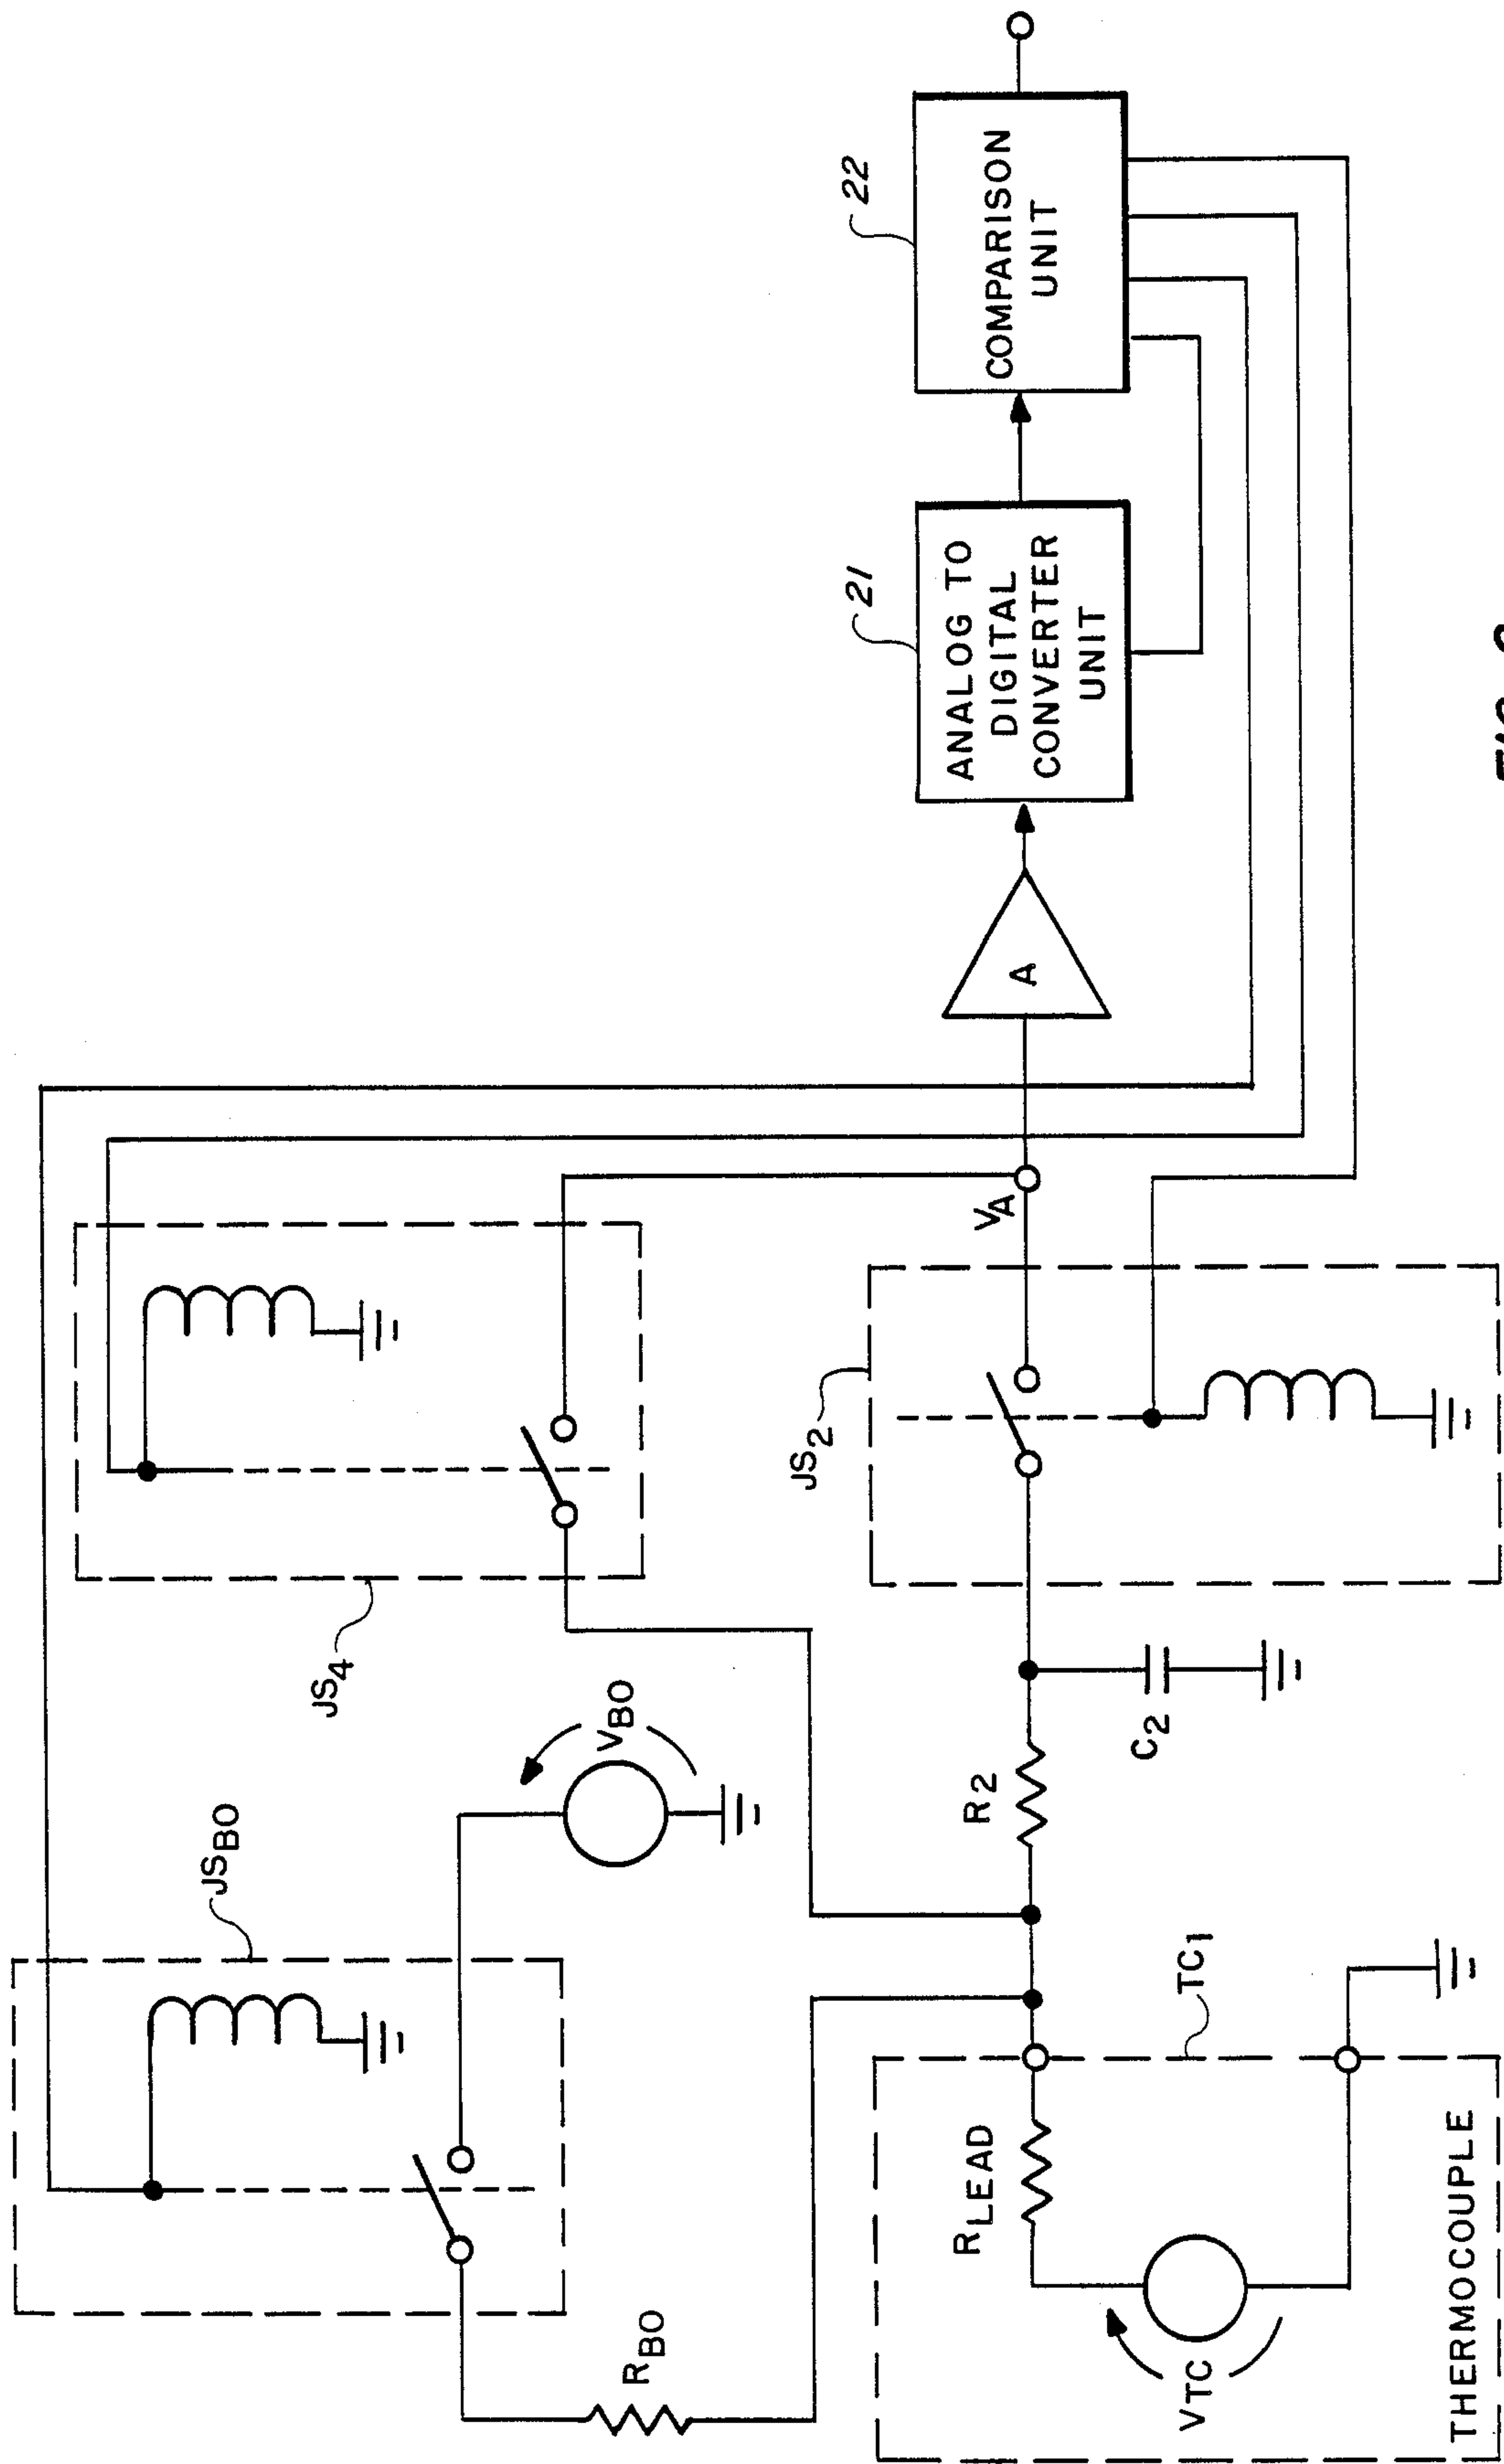 JS4
JSBO
VBO
RBO
22
COMPARISON
UNIT
21
ANALOG TO
DIGITAL
CONVERTER
UNIT
A
VA
JS2
R2
C2
TC1
RLEAD
VTC
THERMOCOUPLE